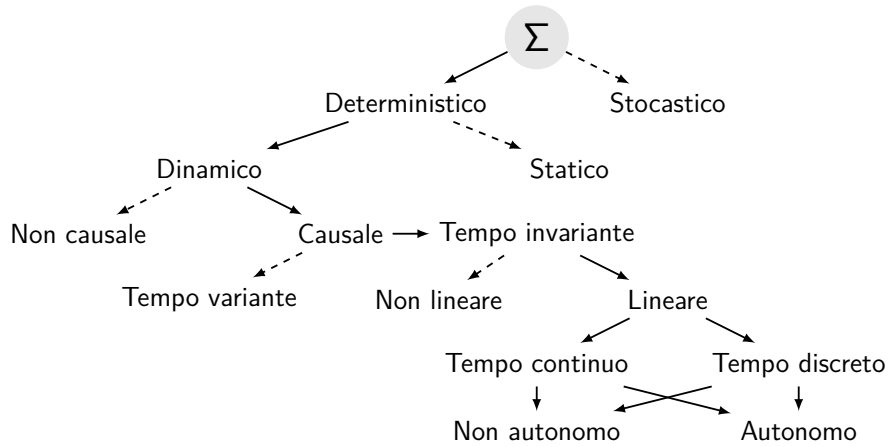 Σ
Deterministico
Stocastico
Dinamico
Statico
Non causale
Causale
Tempo invariante
Tempo variante
Non lineare
Lineare
Tempo continuo
Tempo discreto
Non autonomo
Autonomo